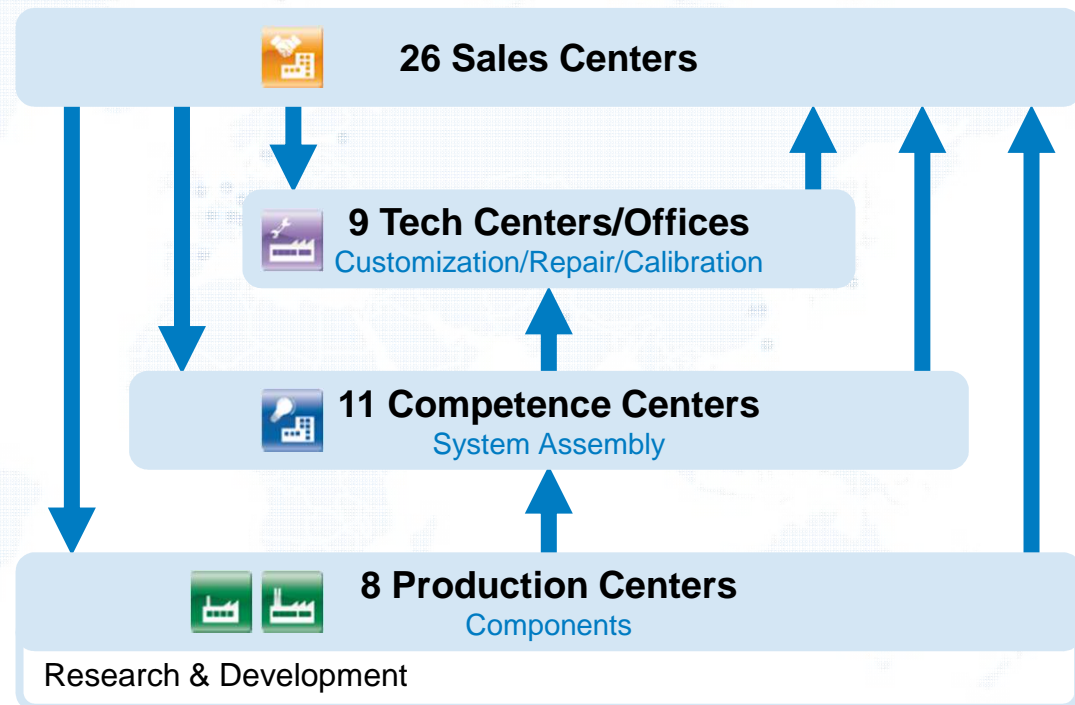 26 Sales Centers
9 Tech Centers/Offices
Customization/Repair/Calibration
11 Competence Centers
System Assembly
8 Production Centers
Components
Research & Development